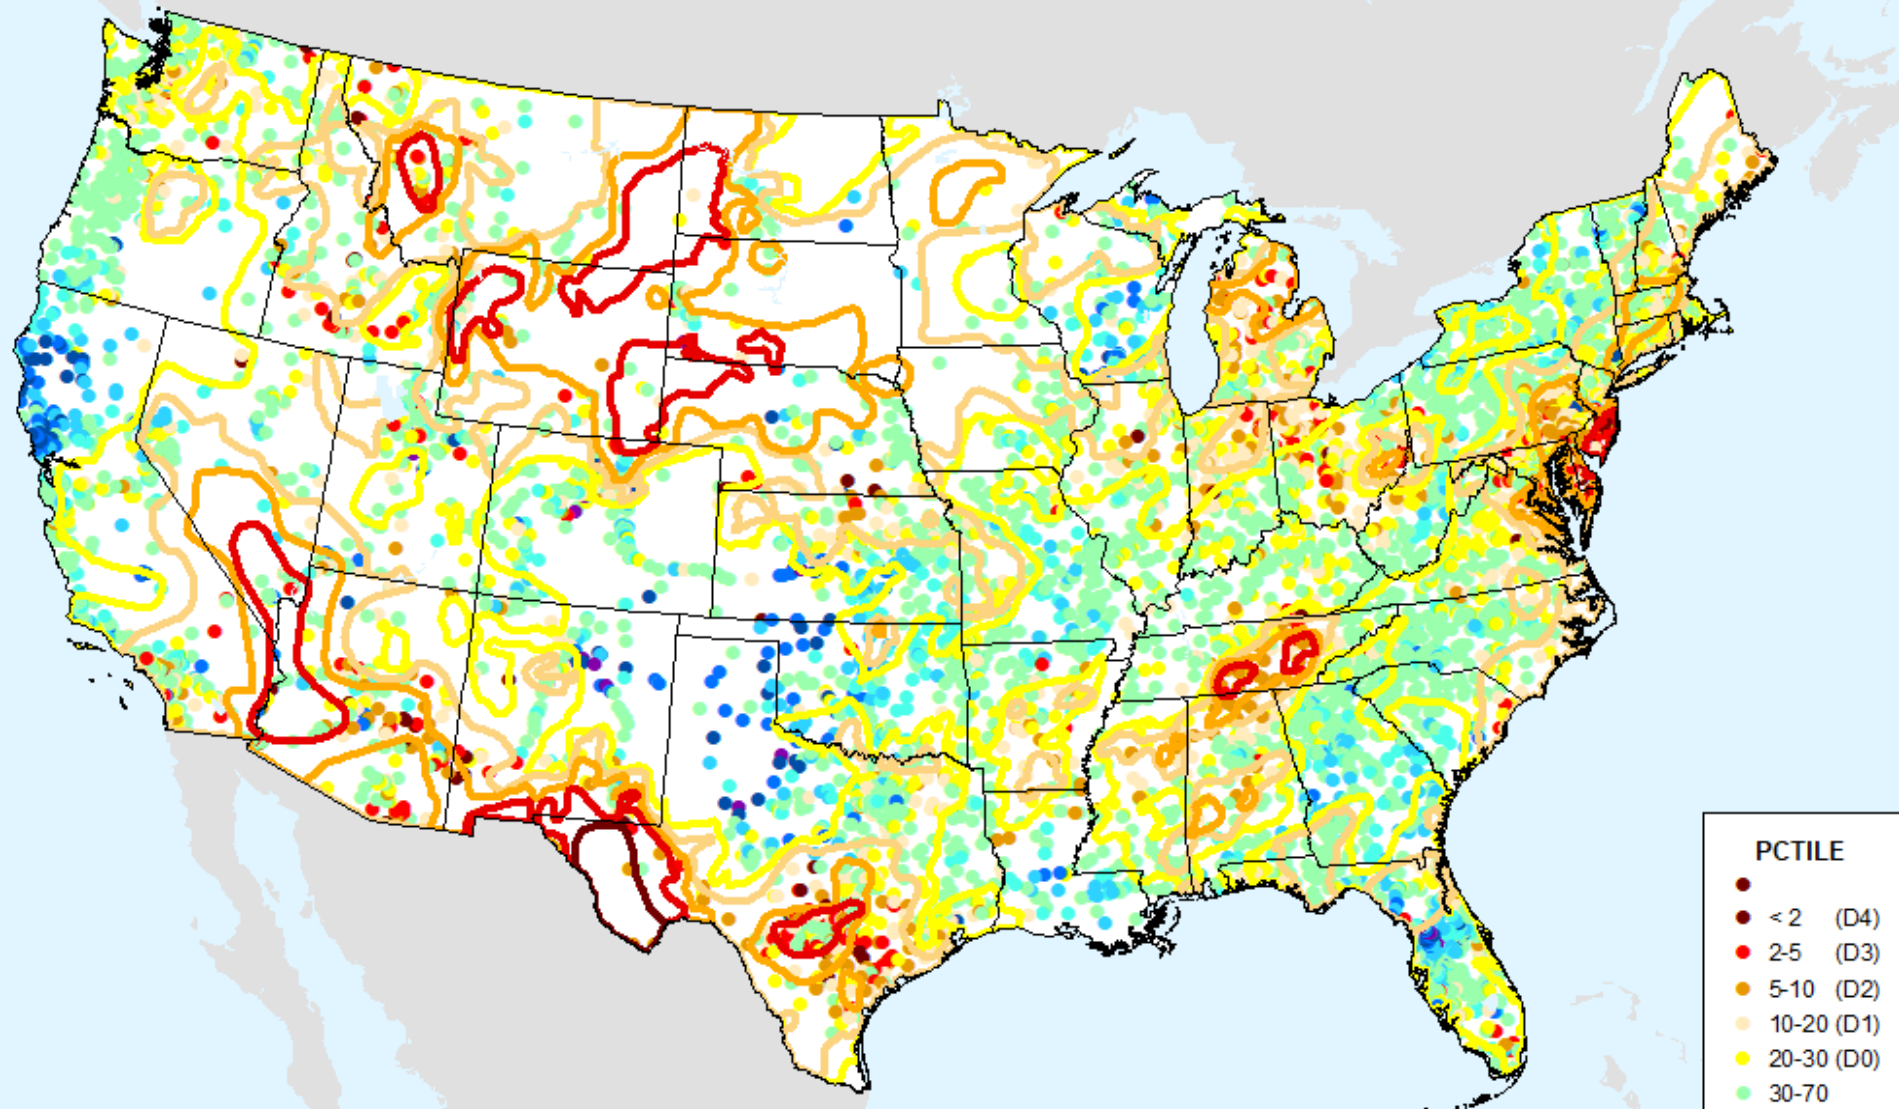 PCTILE
< 2 (D4)
2-5 (D3)
5-10 (D2)
10-20 (D1)
20-30 (D0)
30-70